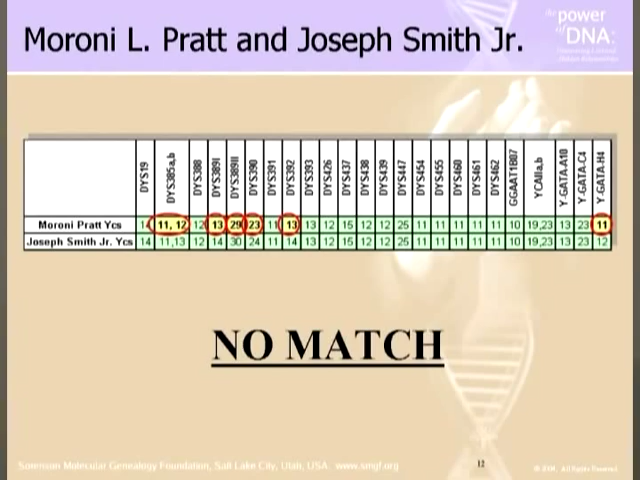 Moroni L. Pratt and Joseph Smith Jr.
the power
of DNA:
DYS19 DYS385a,b DYS388 DYS389I DYS389II DYS390 DYS391 DYS392 DYS393 DYS426 DYS437 DYS438 DYS439 DYS447 DYS454 DYS455 DYS460 DYS461 DYS462 GGAAT1B07 YCAIIa,b Y-GATA-A10 Y-GATA-C4 Y-GATA-H4
Moroni Pratt Ycs 14 11, 12 12 13 29 23 11 13 13 12 15 12 12 25 11 11 11 11 11 10 19,23 13 23 11
Joseph Smith Jr. Ycs 14 11,13 12 14 30 24 11 14 13 12 15 12 12 25 11 11 11 11 11 10 19,23 13 23 12
NO MATCH
Sorenson Molecular Genealogy Foundation, Salt Lake City, Utah, USA www.smgf.org 12 All Rights Reserved